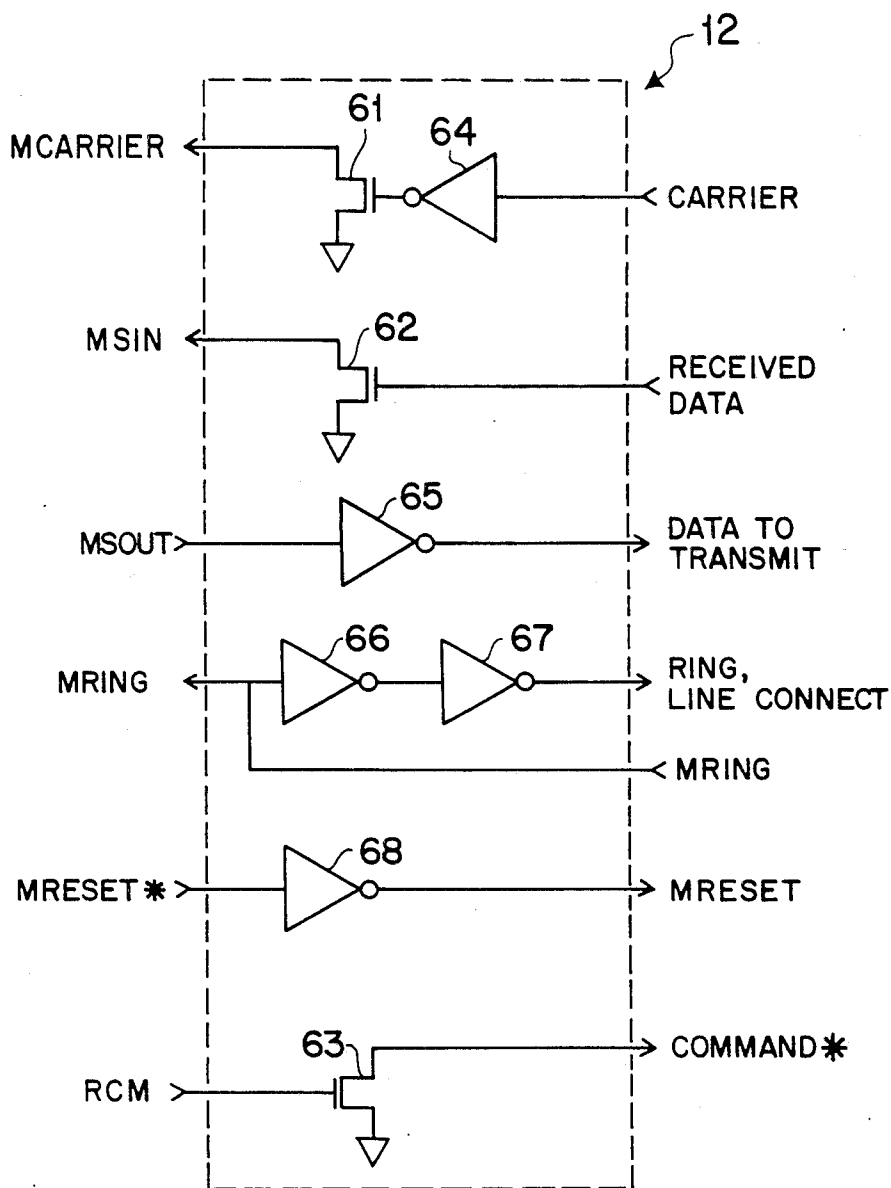 12
61
64
MCARRIER
CARRIER
62
MSIN
RECEIVED
DATA
65
MSOUT
DATA TO
TRANSMIT
66
67
MRING
RING,
LINE CONNECT
MRING
68
MRESET*
MRESET
63
COMMAND*
RCM